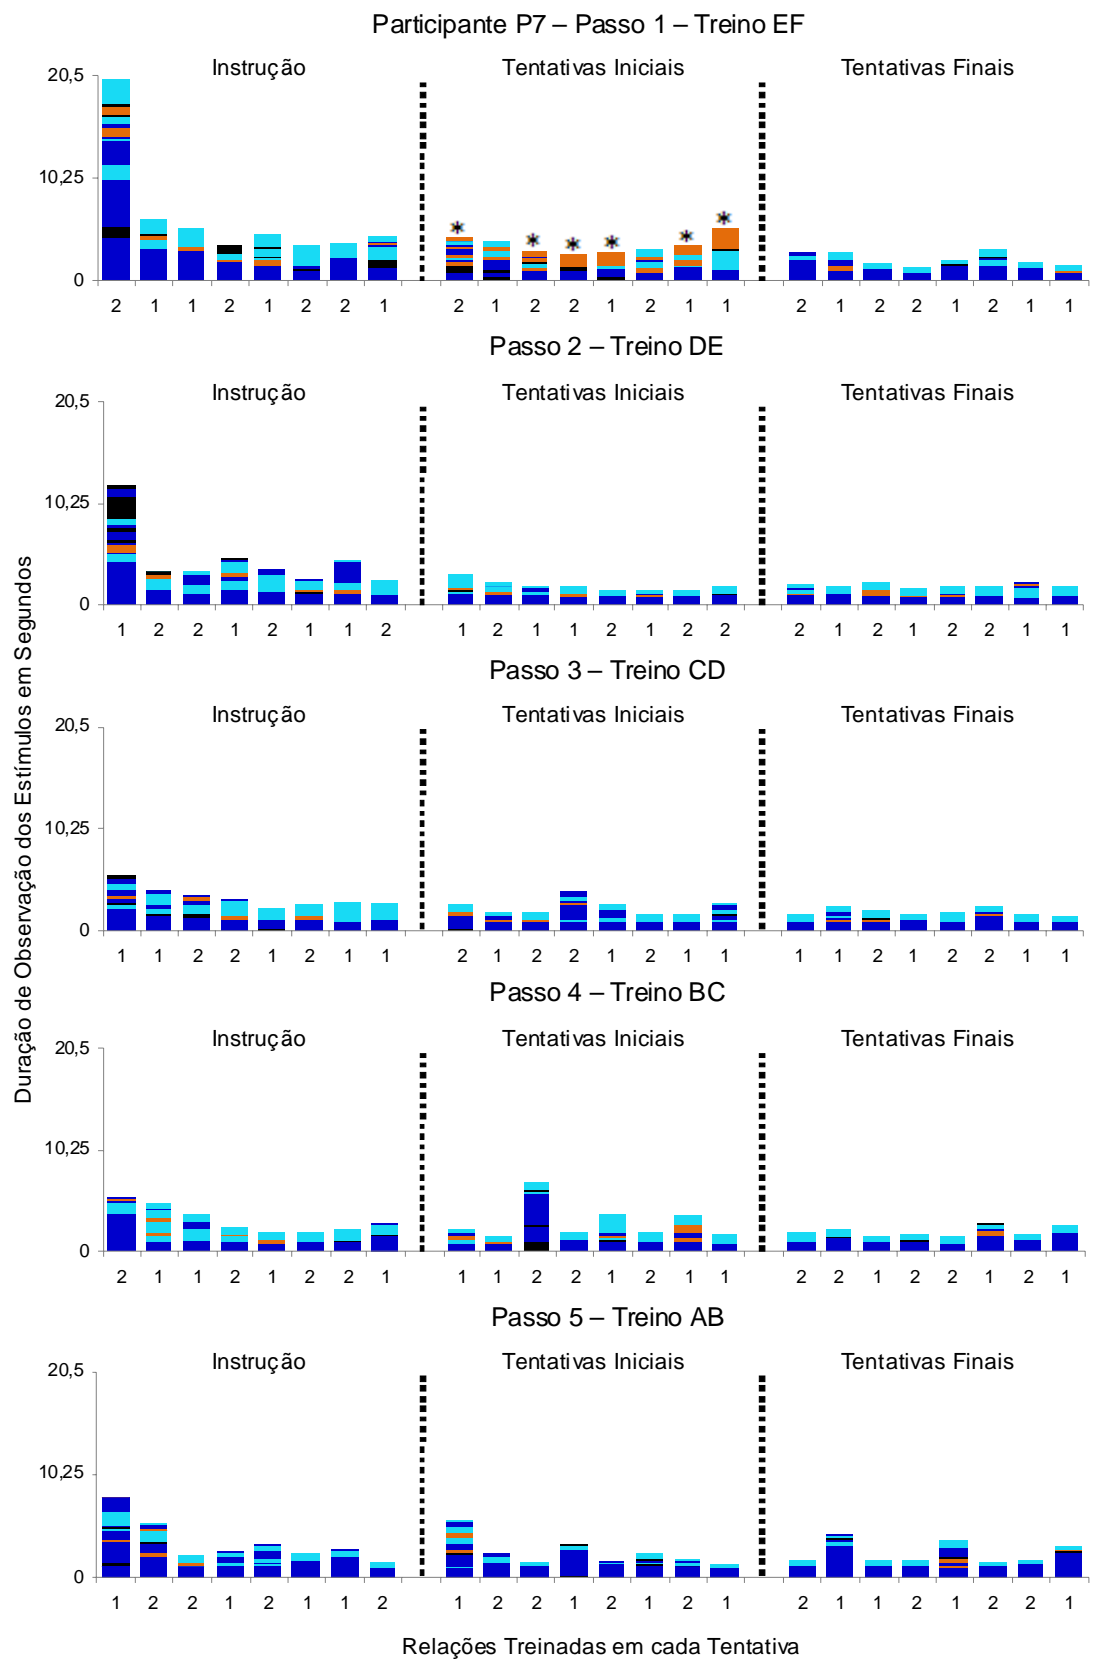 Participante P7 – Passo 1 – Treino EF
Instrução Tentativas Iniciais Tentativas Finais
20,5
10,25
0
* * * * * *
2 1 1 2 1 2 2 1 2 1 2 2 1 2 1 1 2 1 2 2 1 2 1 1
Passo 2 – Treino DE
Instrução Tentativas Iniciais Tentativas Finais
20,5
10,25
0
1 2 2 1 2 1 1 2 1 2 1 1 2 1 2 2 2 1 2 1 2 2 1 1
Passo 3 – Treino CD
Instrução Tentativas Iniciais Tentativas Finais
20,5
10,25
0
1 1 2 2 1 2 1 1 2 1 2 2 1 2 1 1 1 1 2 1 2 2 1 1
Passo 4 – Treino BC
Instrução Tentativas Iniciais Tentativas Finais
20,5
10,25
0
2 1 1 2 1 2 2 1 1 1 2 2 1 2 1 1 2 2 1 2 2 1 2 1
Passo 5 – Treino AB
Instrução Tentativas Iniciais Tentativas Finais
20,5
10,25
0
1 2 2 1 2 1 1 2 1 2 2 1 2 1 2 1 2 1 2 2 1 2 2 1
Duração de Observação dos Estímulos em Segundos
Relações Treinadas em cada Tentativa